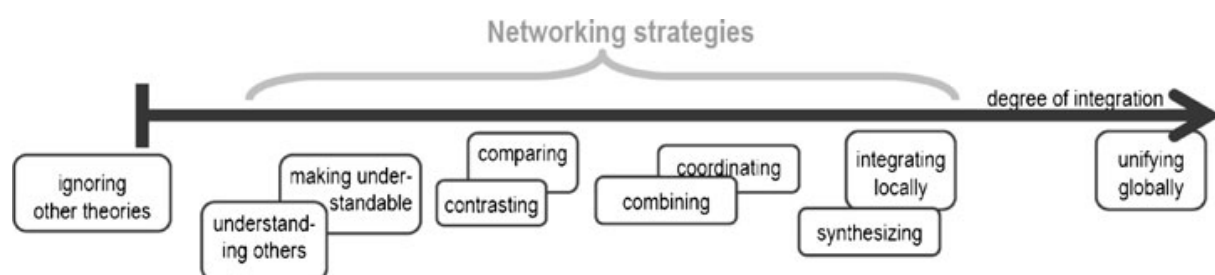 Networking strategies
degree of integration
ignoring
other theories
understand-
ing others
making under-
standable
comparing
contrasting
coordinating
combining
integrating
locally
synthesizing
unifying
globally